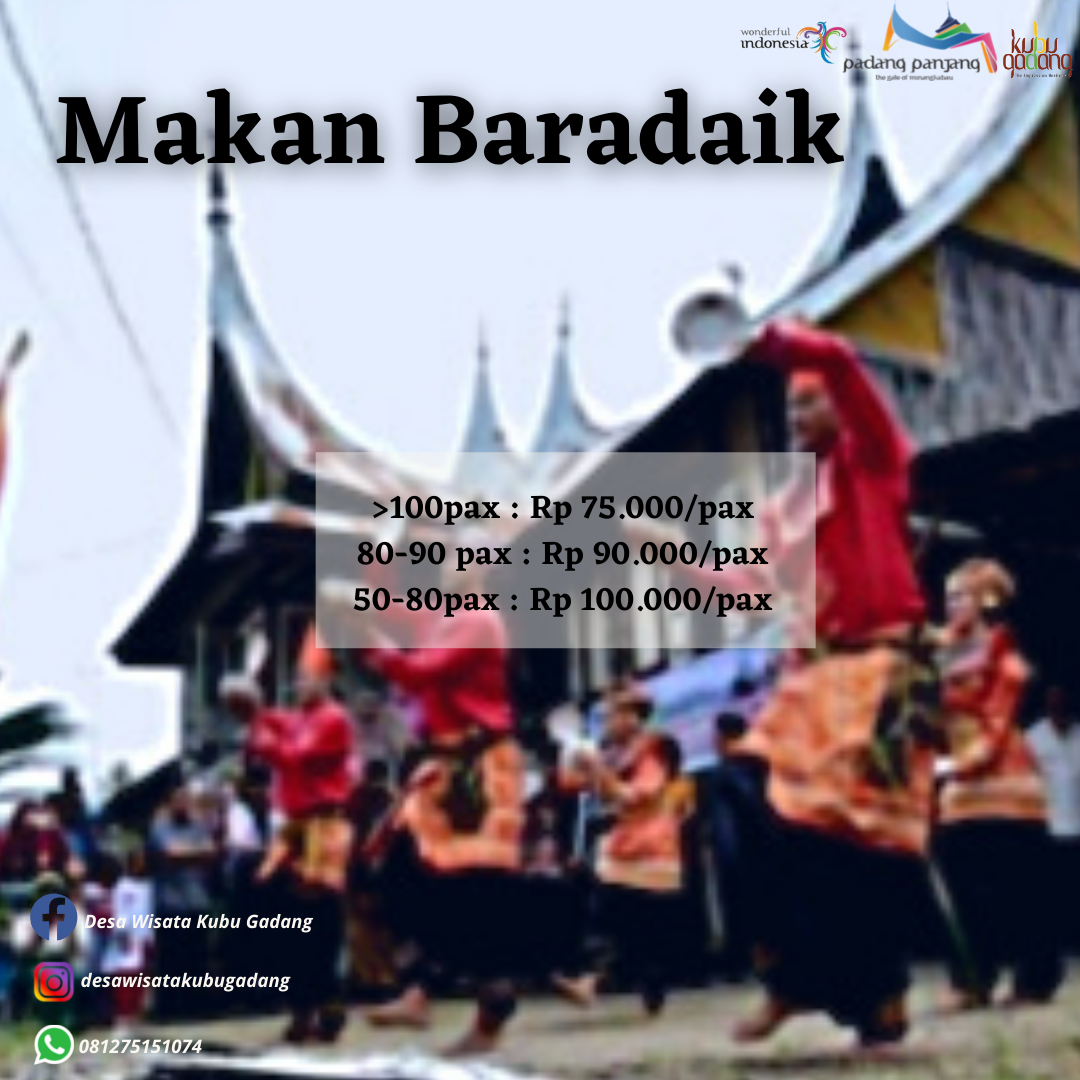 wonderful
indonesia
padang panjang
the gate of minangkabau
kubu
gadang
Makan Baradaik
>100pax : Rp 75.000/pax
80-90 pax : Rp 90.000/pax
50-80pax : Rp 100.000/pax
Desa Wisata Kubu Gadang
desawisatakubugadang
081275151074